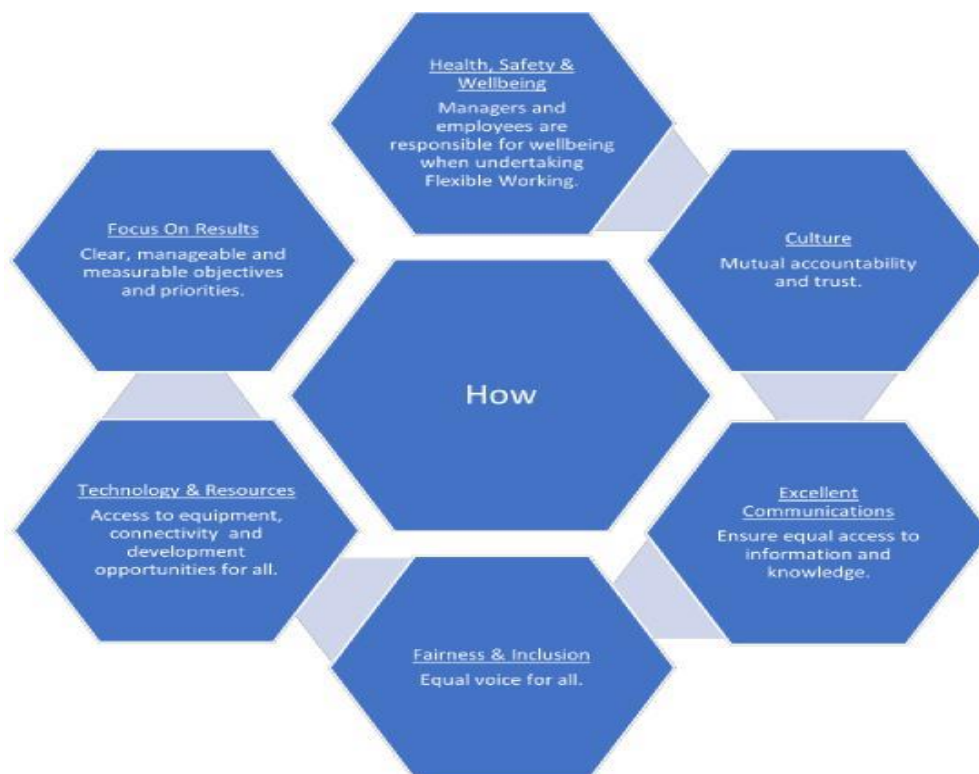 Health, Safety &
Wellbeing
Managers and
employees are
responsible for wellbeing
when undertaking
Flexible Working.
Culture
Mutual accountability
and trust.
Excellent
Communications
Ensure equal access to
information and
knowledge.
Fairness & Inclusion
Equal voice for all.
Technology & Resources
Access to equipment,
connectivity and
development
opportunities for all.
Focus On Results
Clear, manageable and
measurable objectives
and priorities.
How